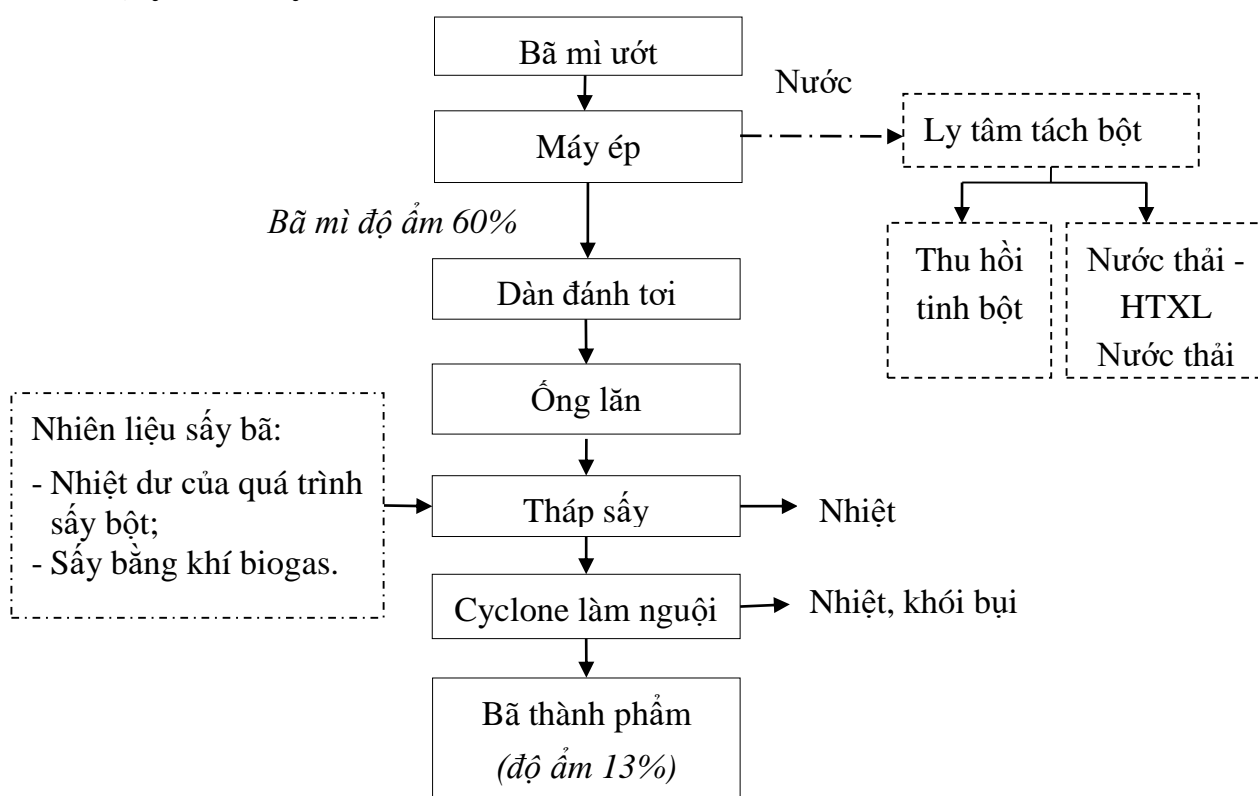 Bã mì ướt
Nước
Máy ép
Ly tâm tách bột
Bã mì độ ẩm 60%
Thu hồi
tinh bột
Nước thải -
HTXL
Nước thải
Dàn đánh tơi
Ống lăn
Nhiên liệu sấy bã:
- Nhiệt dư của quá trình
sấy bột;
- Sấy bằng khí biogas.
Tháp sấy
Nhiệt
Cyclone làm nguội
Nhiệt, khói bụi
Bã thành phẩm
(độ ẩm 13%)